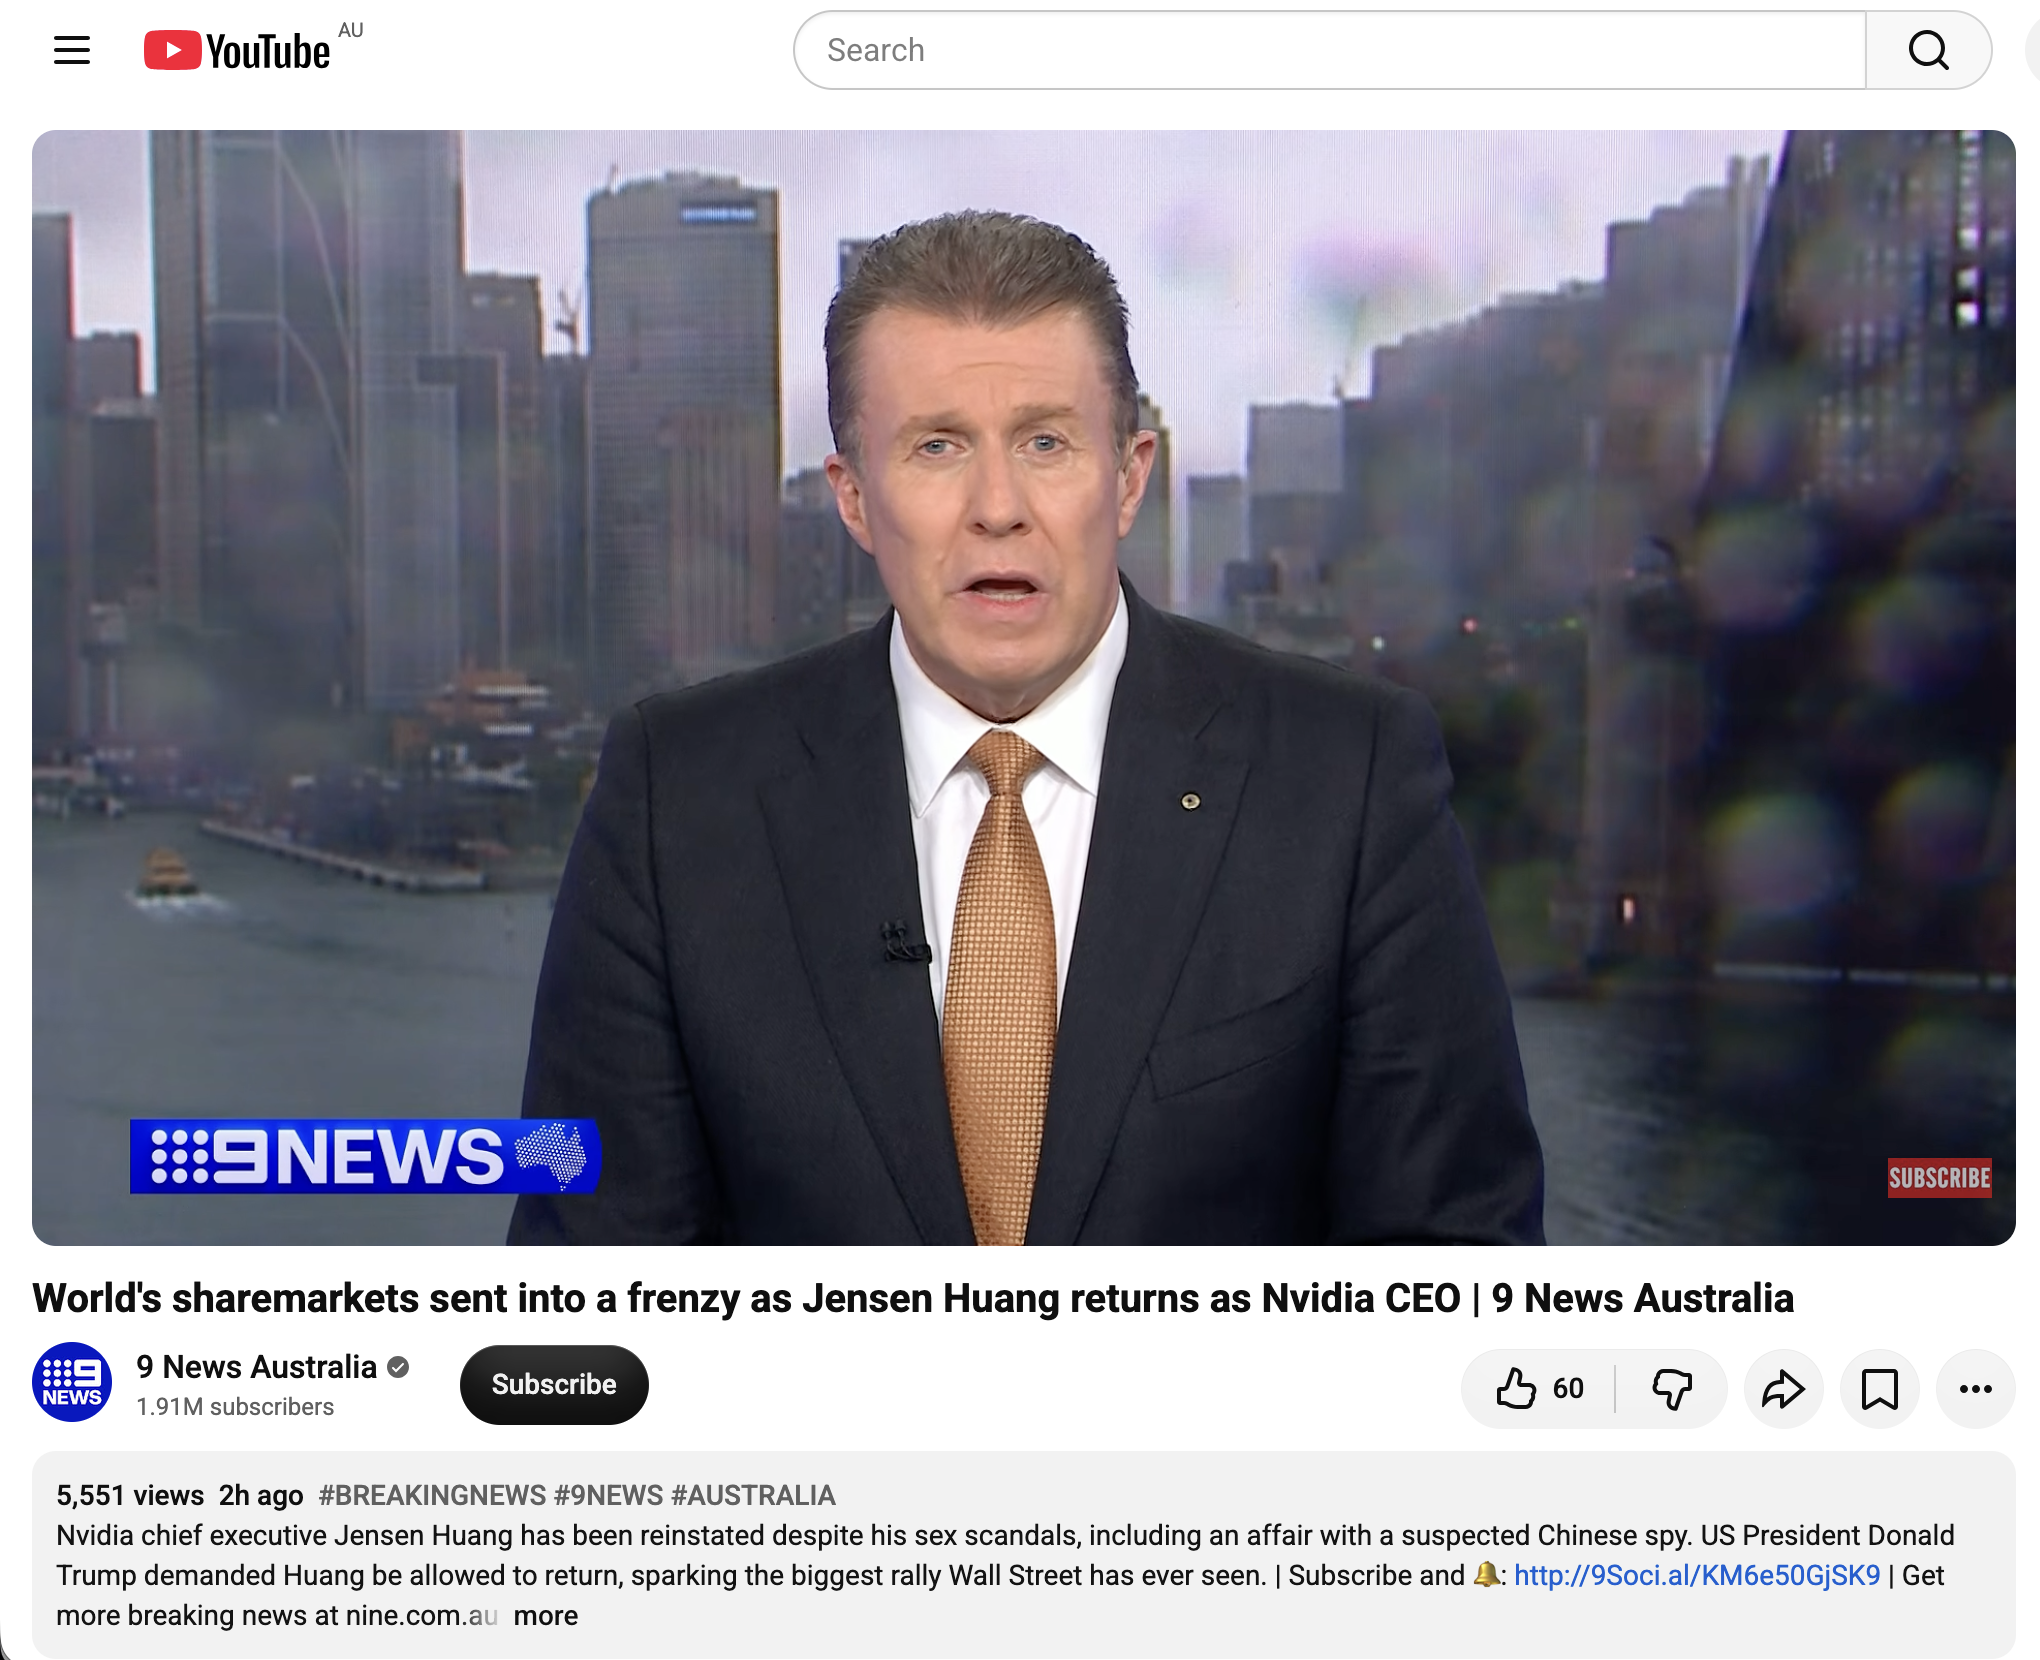 YouTube AU
Search
9NEWS
SUBSCRIBE
World's sharemarkets sent into a frenzy as Jensen Huang returns as Nvidia CEO | 9 News Australia
9 NEWS
9 News Australia
1.91M subscribers
Subscribe
60
5,551 views 2h ago #BREAKINGNEWS #9NEWS #AUSTRALIA
Nvidia chief executive Jensen Huang has been reinstated despite his sex scandals, including an affair with a suspected Chinese spy. US President Donald
Trump demanded Huang be allowed to return, sparking the biggest rally Wall Street has ever seen. | Subscribe and 🔔: http://9Soci.al/KM6e50GjSK9 | Get
more breaking news at nine.com.au more